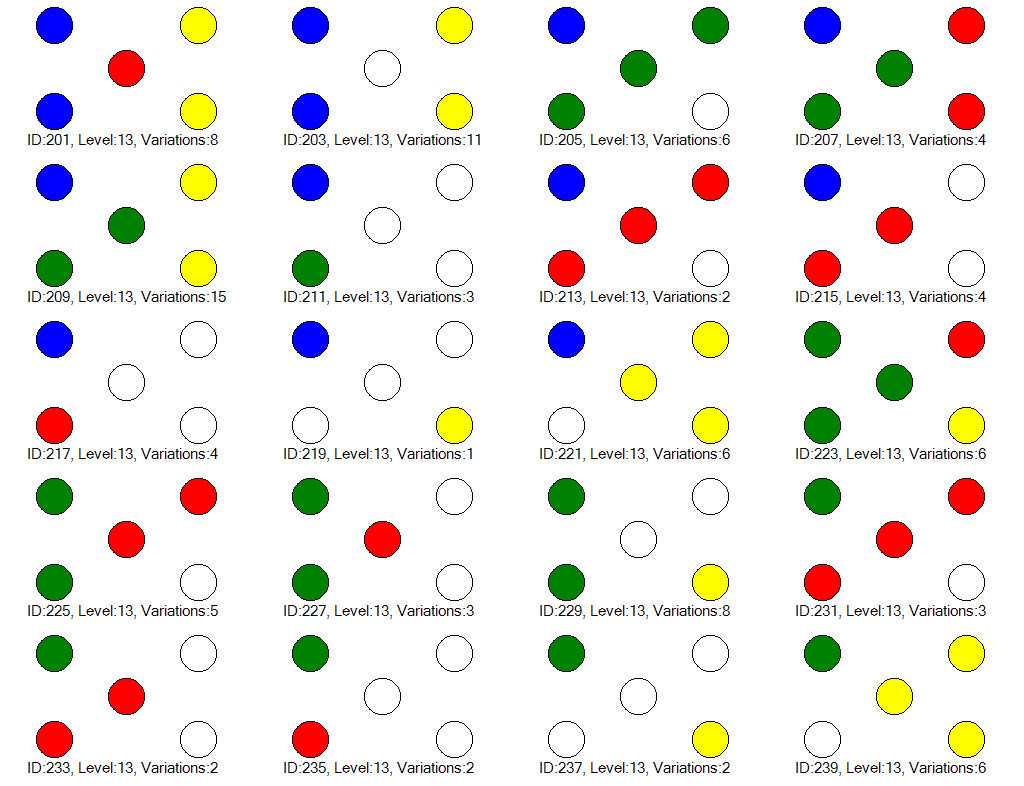 ID:201, Level:13, Variations:8
ID:203, Level:13, Variations:11
ID:205, Level:13, Variations:6
ID:207, Level:13, Variations:4
ID:209, Level:13, Variations:15
ID:211, Level:13, Variations:3
ID:213, Level:13, Variations:2
ID:215, Level:13, Variations:4
ID:217, Level:13, Variations:4
ID:219, Level:13, Variations:1
ID:221, Level:13, Variations:6
ID:223, Level:13, Variations:6
ID:225, Level:13, Variations:5
ID:227, Level:13, Variations:3
ID:229, Level:13, Variations:8
ID:231, Level:13, Variations:3
ID:233, Level:13, Variations:2
ID:235, Level:13, Variations:2
ID:237, Level:13, Variations:2
ID:239, Level:13, Variations:6